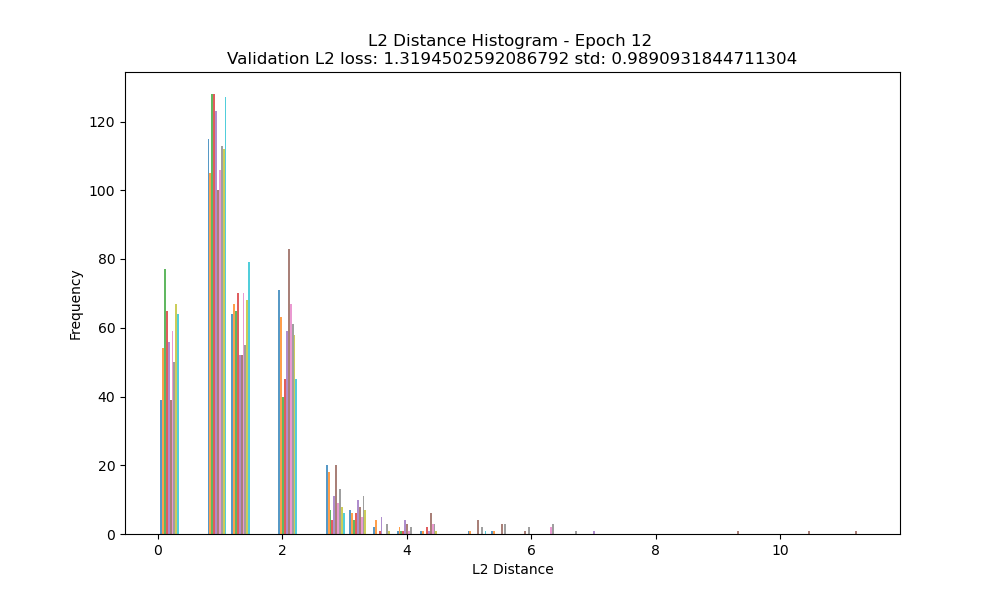 L2 Distance Histogram - Epoch 12
Validation L2 loss: 1.3194502592086792 std: 0.9890931844711304
120
100
80
60
40
20
0
Frequency
0 2 4 6 8 10
L2 Distance